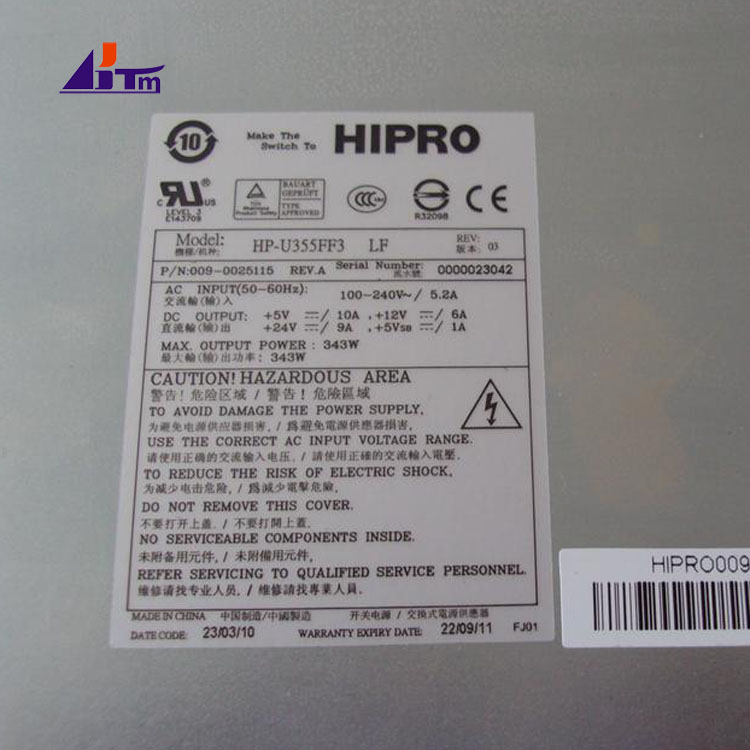 JTm
10
Make The
Switch To
HIPRO
c RU ® US
LEVEL 3
C143709
BAUART
GEPRÜFT
TYPE
APPROVED
CCC
R32098
CE
Model: HP-U355FF3 LF REV: 03
機種/机种: 版本:
P/N:009-0025115 REV.A Serial Number: 0000023042
流水號:
AC INPUT(50-60Hz): 100-240V~/ 5.2A
交流輸(输)入
DC OUTPUT: +5V ⎓/ 10A, +12V ⎓/ 6A
直流輸(输)出 +24V ⎓/ 9A, +5VSB ⎓/ 1A
MAX. OUTPUT POWER : 343W
最大輸(输)出功率: 343W
CAUTION! HAZARDOUS AREA
警告! 危险区域 / 警告! 危險區域
TO AVOID DAMAGE THE POWER SUPPLY,
为避免电源供应器损害, / 爲避免電源供應器損害,
USE THE CORRECT AC INPUT VOLTAGE RANGE.
请使用正确的交流输入电压. / 請使用正確的交流輸入電壓.
TO REDUCE THE RISK OF ELECTRIC SHOCK,
为减少电击危险, / 爲減少電擊危險,
DO NOT REMOVE THIS COVER.
不要打开上盖. / 不要打開上蓋.
NO SERVICEABLE COMPONENTS INSIDE.
未附备用元件, / 未附備用元件,
REFER SERVICING TO QUALIFIED SERVICE PERSONNEL.
维修请找专业人员. / 維修請找專業人員.
MADE IN CHINA 中国制造/中國製造 开关电源 / 交換式電源供應器
DATE CODE: 23/03/10 WARRANTY EXPIRY DATE: 22/09/11 FJ01
HIPRO009